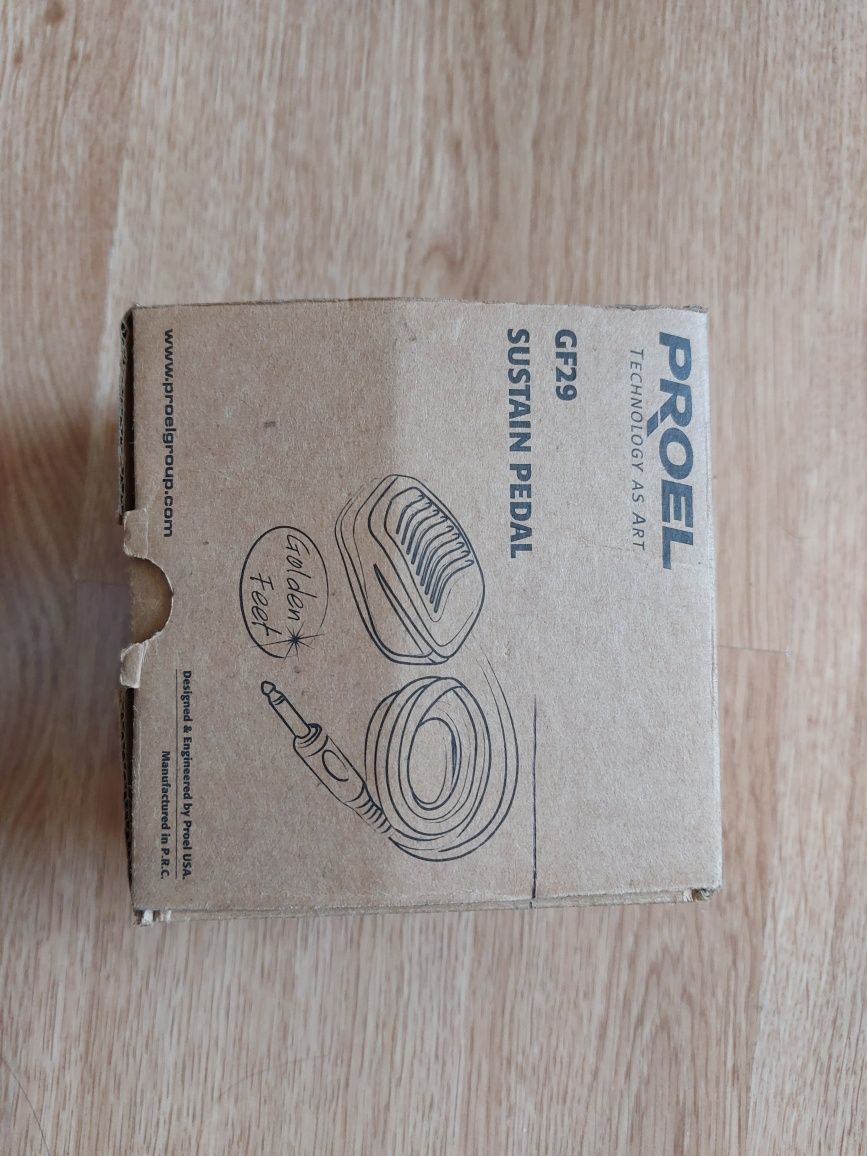 PROEL
TECHNOLOGY AS ART
GF29
SUSTAIN PEDAL
Golden
Feet
www.proelgroup.com
Designed & Engineered by Proel USA.
Manufactured in P.R.C.